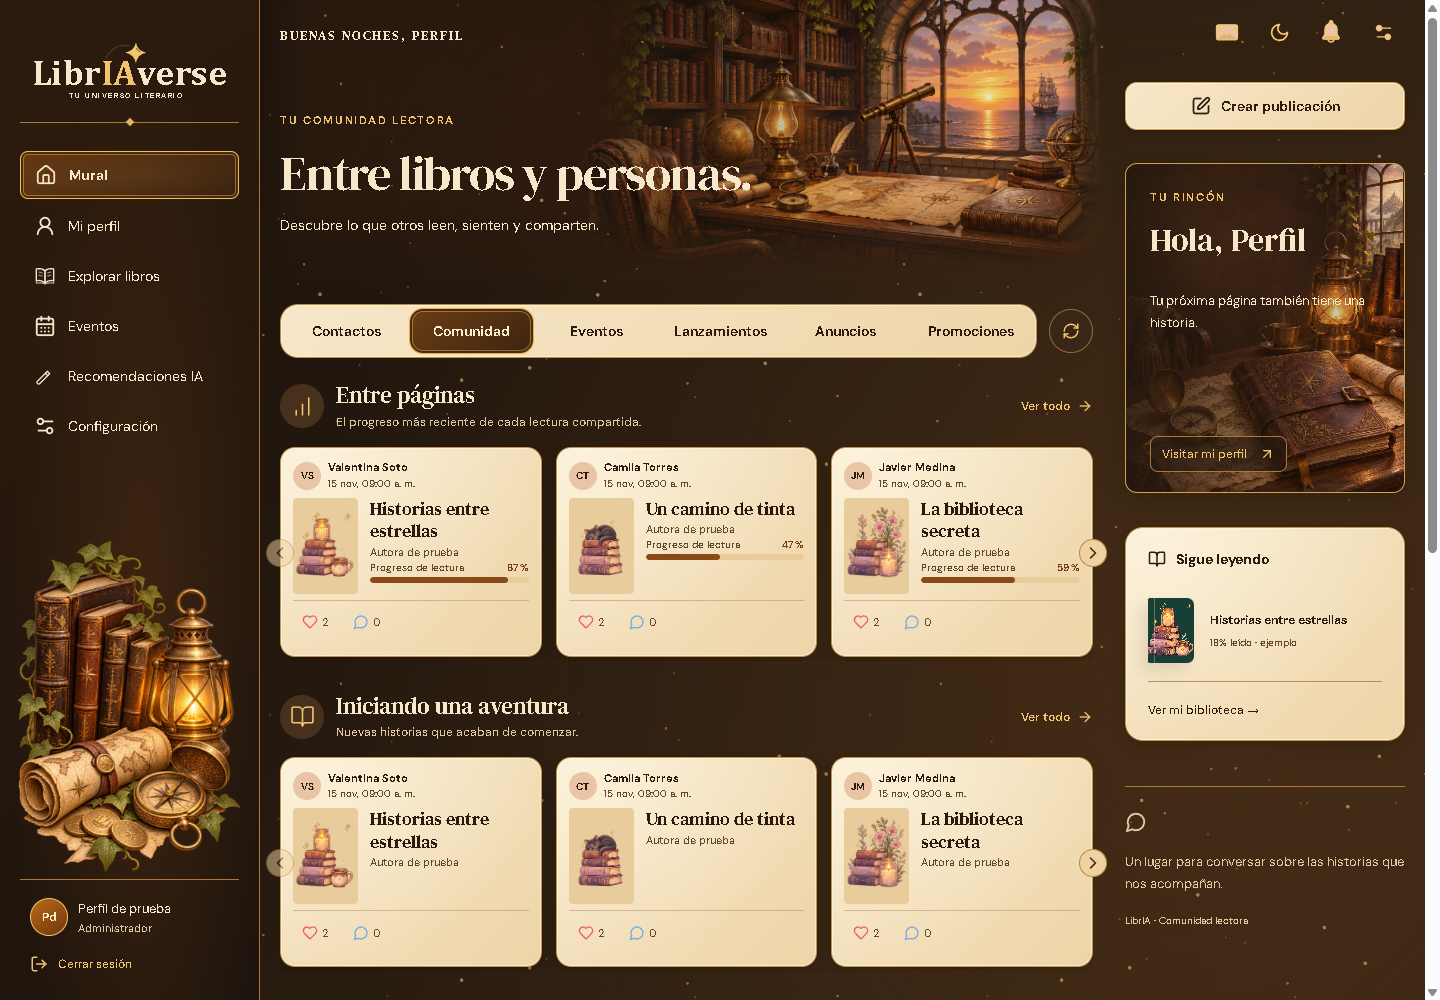 LibrIAverse
TU UNIVERSO LITERARIO
Mural
Mi perfil
Explorar libros
Eventos
Recomendaciones IA
Configuración
Pd
Perfil de prueba
Administrador
Cerrar sesión
BUENAS NOCHES, PERFIL
TU COMUNIDAD LECTORA
Entre libros y personas.
Descubre lo que otros leen, sienten y comparten.
Contactos
Comunidad
Eventos
Lanzamientos
Anuncios
Promociones
Entre páginas
El progreso más reciente de cada lectura compartida.
Ver todo →
VS
Valentina Soto
15 nov, 09:00 a. m.
Historias entre
estrellas
Autora de prueba
Progreso de lectura 87 %
2 0
CT
Camila Torres
15 nov, 09:00 a. m.
Un camino de tinta
Autora de prueba
Progreso de lectura 47 %
2 0
JM
Javier Medina
15 nov, 09:00 a. m.
La biblioteca
secreta
Autora de prueba
Progreso de lectura 59 %
2 0
Iniciando una aventura
Nuevas historias que acaban de comenzar.
Ver todo →
VS
Valentina Soto
15 nov, 09:00 a. m.
Historias entre
estrellas
Autora de prueba
2 0
CT
Camila Torres
15 nov, 09:00 a. m.
Un camino de tinta
Autora de prueba
2 0
JM
Javier Medina
15 nov, 09:00 a. m.
La biblioteca
secreta
Autora de prueba
2 0
Crear publicación
TU RINCÓN
Hola, Perfil
Tu próxima página también tiene una
historia.
Visitar mi perfil
Sigue leyendo
Historias entre estrellas
18% leído · ejemplo
Ver mi biblioteca →
Un lugar para conversar sobre las historias que
nos acompañan.
LibrIA · Comunidad lectora